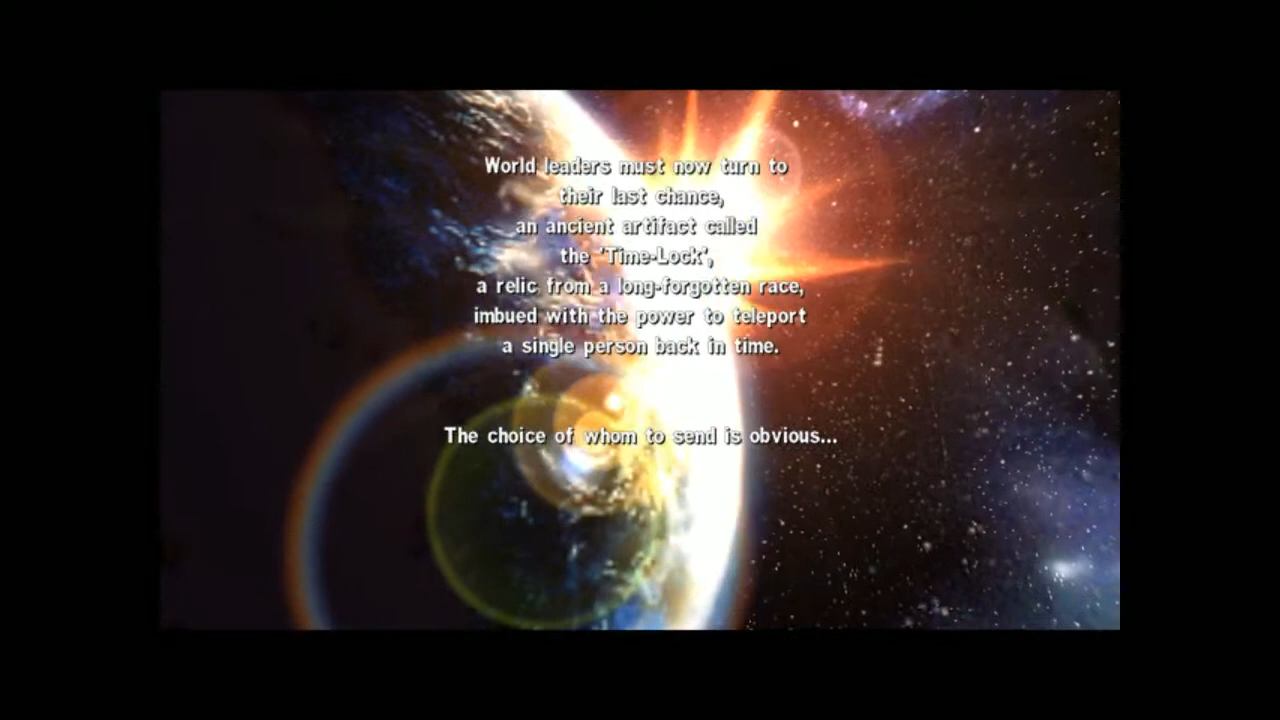 World leaders must now turn to
their last chance,
an ancient artifact called
the 'Time-Lock',
a relic from a long-forgotten race,
imbued with the power to teleport
a single person back in time.
The choice of whom to send is obvious...